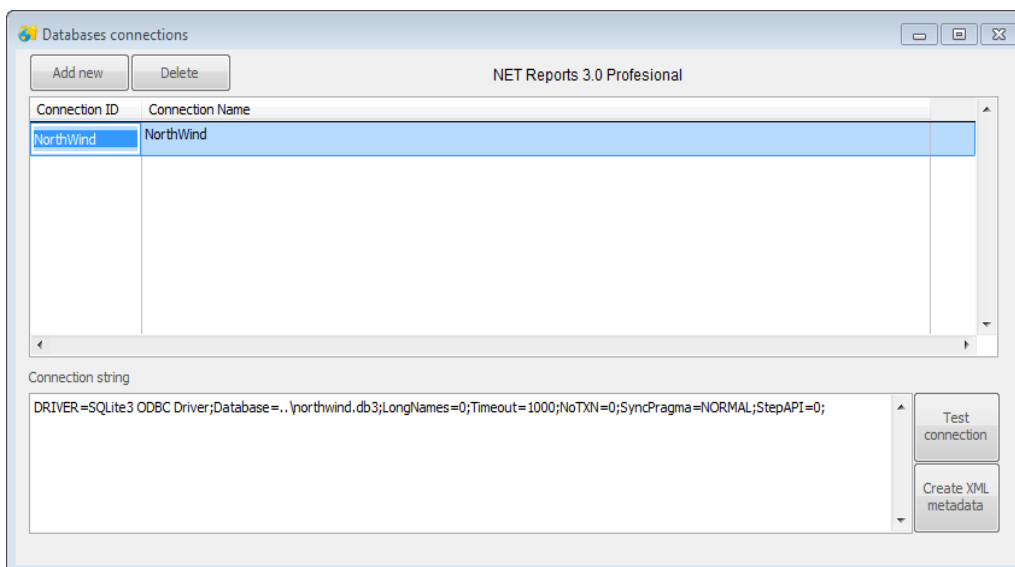 Databases connections
Add new
Delete
NET Reports 3.0 Profesional
Connection ID
Connection Name
NorthWind
NorthWind
Connection string
DRIVER=SQLite3 ODBC Driver;Database=..\northwind.db3;LongNames=0;Timeout=1000;NoTXN=0;SyncPragma=NORMAL;StepAPI=0;
Test
connection
Create XML
metadata